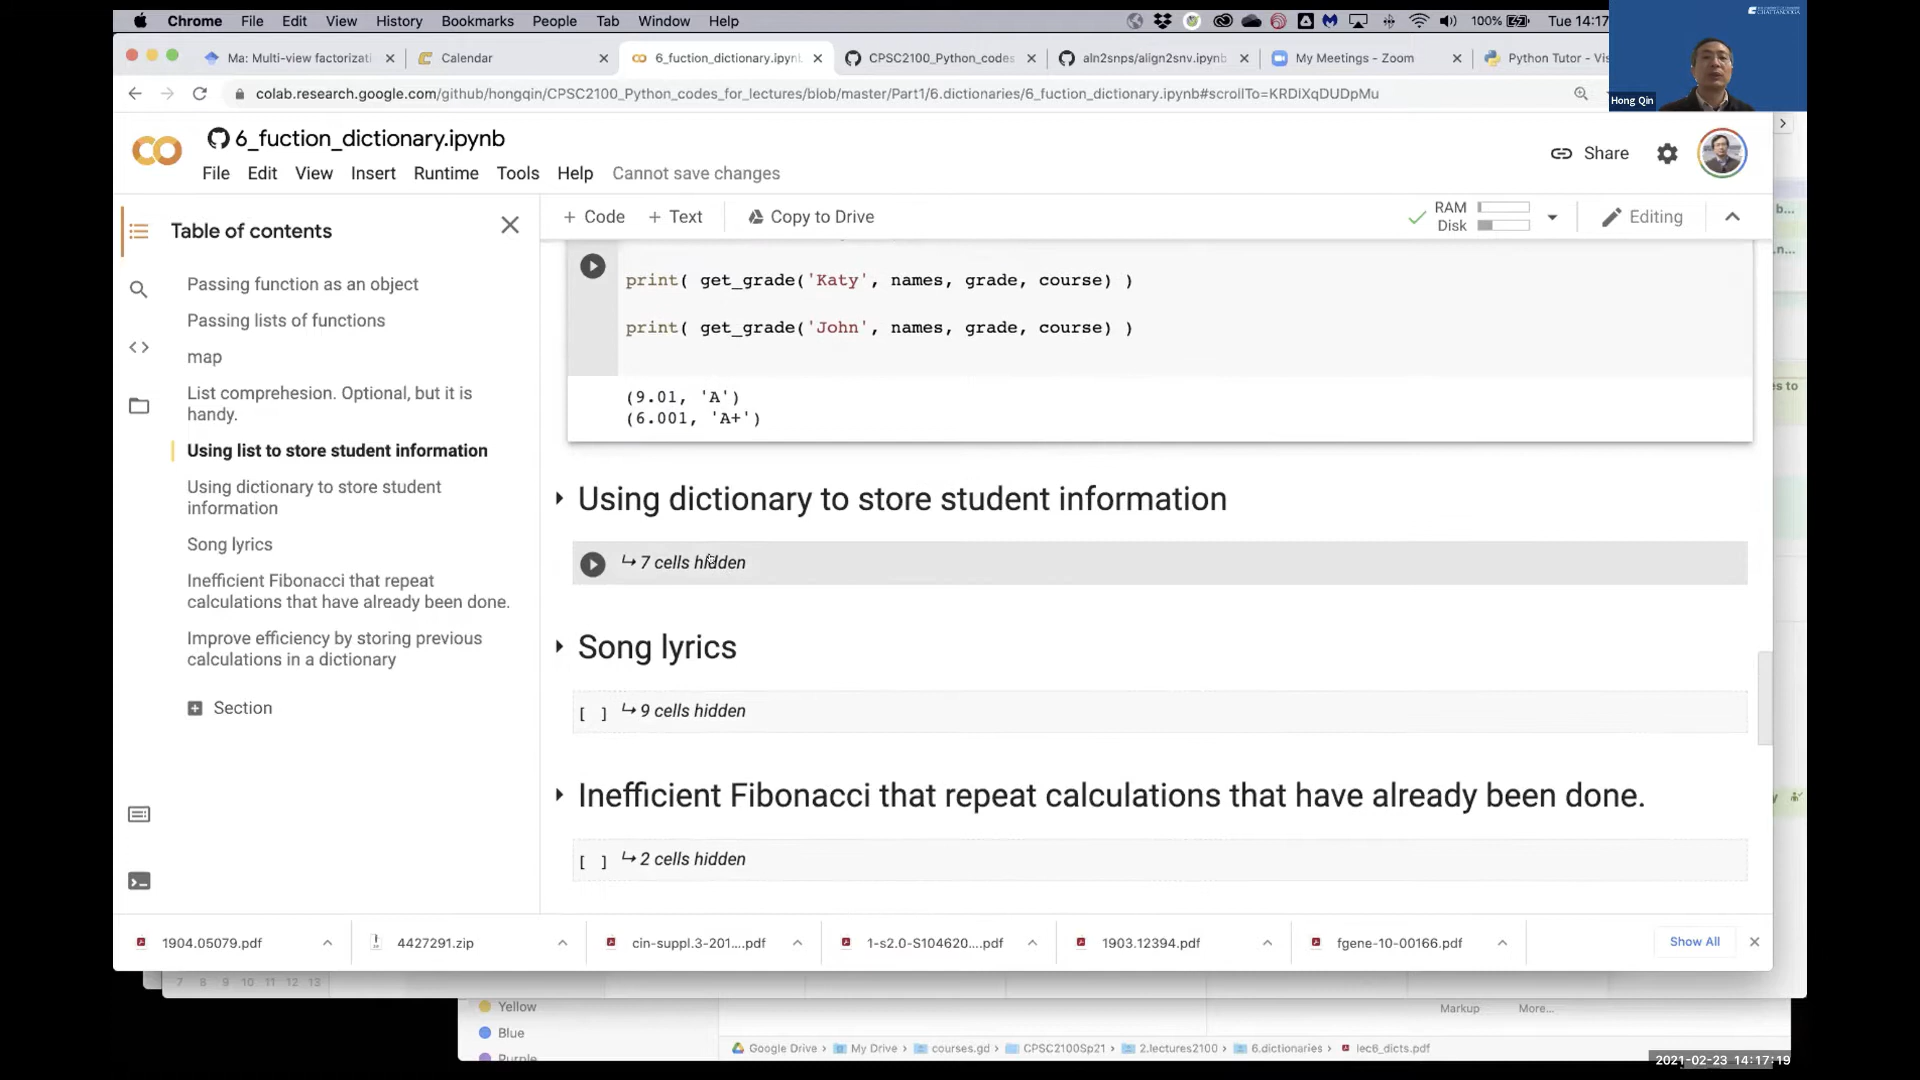 Chrome File Edit View History Bookmarks People Tab Window Help 100% Tue 14:17
CHATTANOOGA
Ma: Multi-view factorizati Calendar 6_fuction_dictionary.ipynb CPSC2100_Python_codes aln2snps/align2snv.ipynb My Meetings - Zoom Python Tutor - Vis
colab.research.google.com/github/hongqin/CPSC2100_Python_codes_for_lectures/blob/master/Part1/6.dictionaries/6_fuction_dictionary.ipynb#scrollTo=KRDIXqDUDpMu
Hong Qin
6_fuction_dictionary.ipynb
Share
File Edit View Insert Runtime Tools Help Cannot save changes
+ Code + Text Copy to Drive RAM Disk Editing
Table of contents
Passing function as an object
Passing lists of functions
map
List comprehesion. Optional, but it is
handy.
Using list to store student information
Using dictionary to store student
information
Song lyrics
Inefficient Fibonacci that repeat
calculations that have already been done.
Improve efficiency by storing previous
calculations in a dictionary
Section
print( get_grade('Katy', names, grade, course) )
print( get_grade('John', names, grade, course) )
(9.01, 'A')
(6.001, 'A+')
Using dictionary to store student information
↳ 7 cells hidden
Song lyrics
[ ] ↳ 9 cells hidden
Inefficient Fibonacci that repeat calculations that have already been done.
[ ] ↳ 2 cells hidden
1904.05079.pdf 4427291.zip cin-suppl.3-201....pdf 1-s2.0-S104620....pdf 1903.12394.pdf fgene-10-00166.pdf Show All
7 8 9 10 11 12 13
Yellow
Blue
Purple
Markup More...
Google Drive › My Drive › courses.gd › CPSC2100Sp21 › 2.lectures2100 › 6.dictionaries › lec6_dicts.pdf
2021-02-23 14:17:19